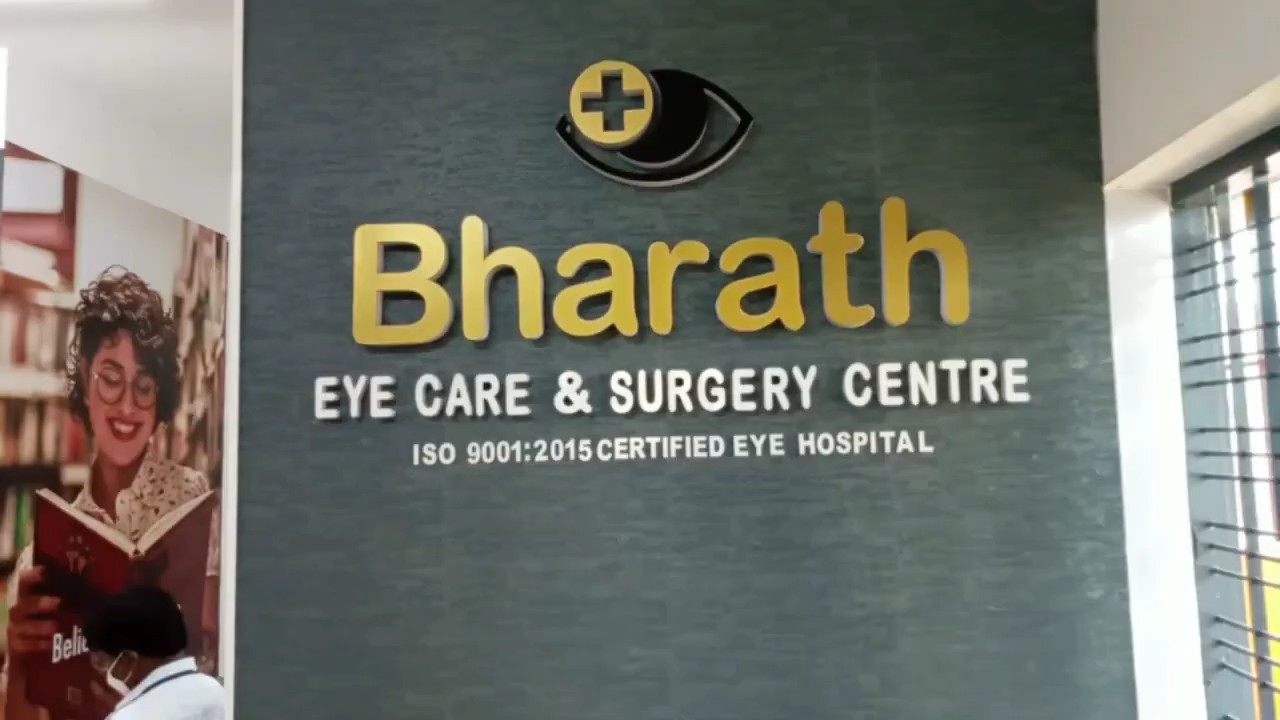 Bharath
EYE CARE & SURGERY CENTRE
ISO 9001:2015 CERTIFIED EYE HOSPITAL